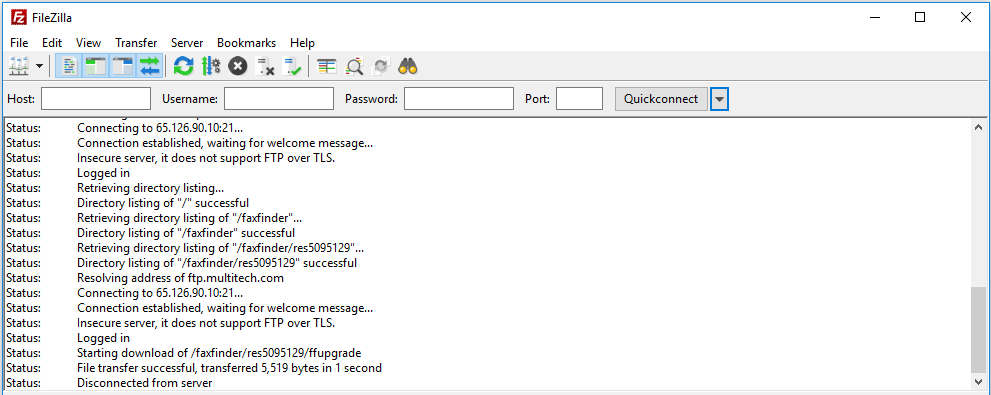 FileZilla
File Edit View Transfer Server Bookmarks Help
Host: Username: Password: Port: Quickconnect
Status: Connecting to 65.126.90.10:21...
Status: Connection established, waiting for welcome message...
Status: Insecure server, it does not support FTP over TLS.
Status: Logged in
Status: Retrieving directory listing...
Status: Directory listing of "/" successful
Status: Retrieving directory listing of "/faxfinder"...
Status: Directory listing of "/faxfinder" successful
Status: Retrieving directory listing of "/faxfinder/res5095129"...
Status: Directory listing of "/faxfinder/res5095129" successful
Status: Resolving address of ftp.multitech.com
Status: Connecting to 65.126.90.10:21...
Status: Connection established, waiting for welcome message...
Status: Insecure server, it does not support FTP over TLS.
Status: Logged in
Status: Starting download of /faxfinder/res5095129/ffupgrade
Status: File transfer successful, transferred 5,519 bytes in 1 second
Status: Disconnected from server